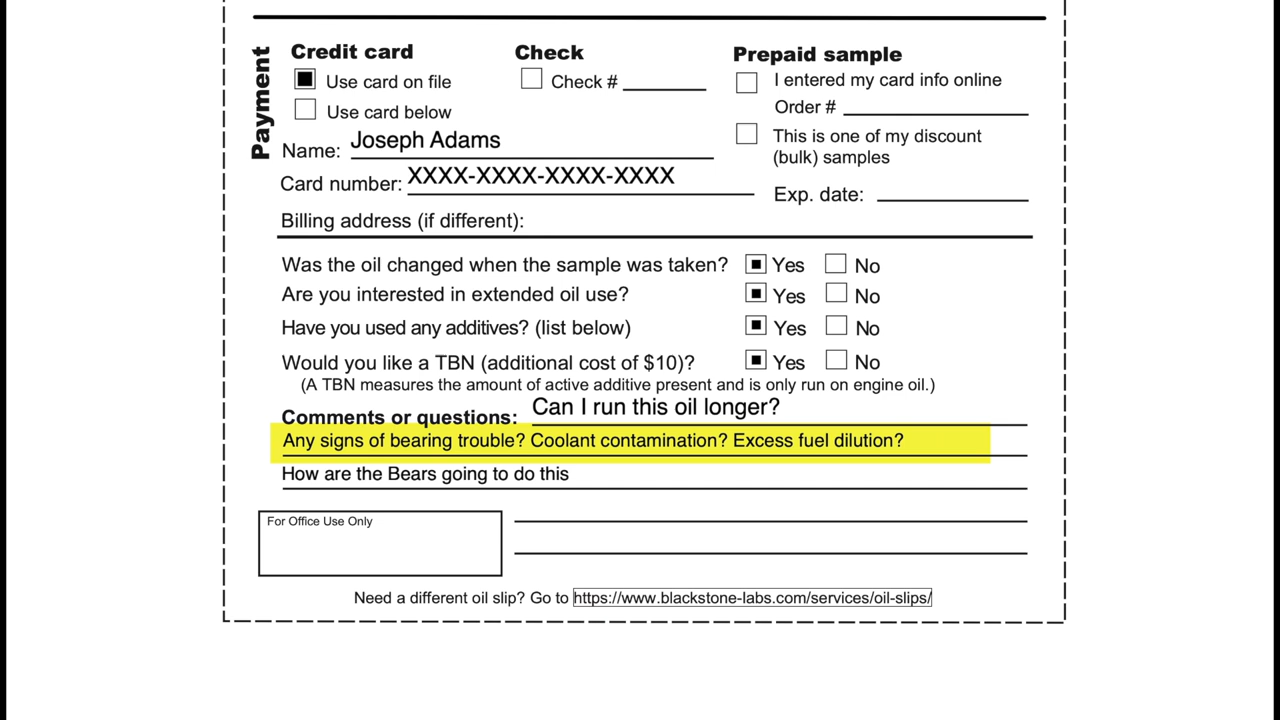 Payment
Credit card
Use card on file
Use card below
Check
Check #
Prepaid sample
I entered my card info online
Order #
This is one of my discount
(bulk) samples
Name: Joseph Adams
Card number: XXXX-XXXX-XXXX-XXXX
Exp. date:
Billing address (if different):
Was the oil changed when the sample was taken? Yes No
Are you interested in extended oil use? Yes No
Have you used any additives? (list below) Yes No
Would you like a TBN (additional cost of $10)? Yes No
(A TBN measures the amount of active additive present and is only run on engine oil.)
Comments or questions: Can I run this oil longer?
Any signs of bearing trouble? Coolant contamination? Excess fuel dilution?
How are the Bears going to do this
For Office Use Only
Need a different oil slip? Go to https://www.blackstone-labs.com/services/oil-slips/